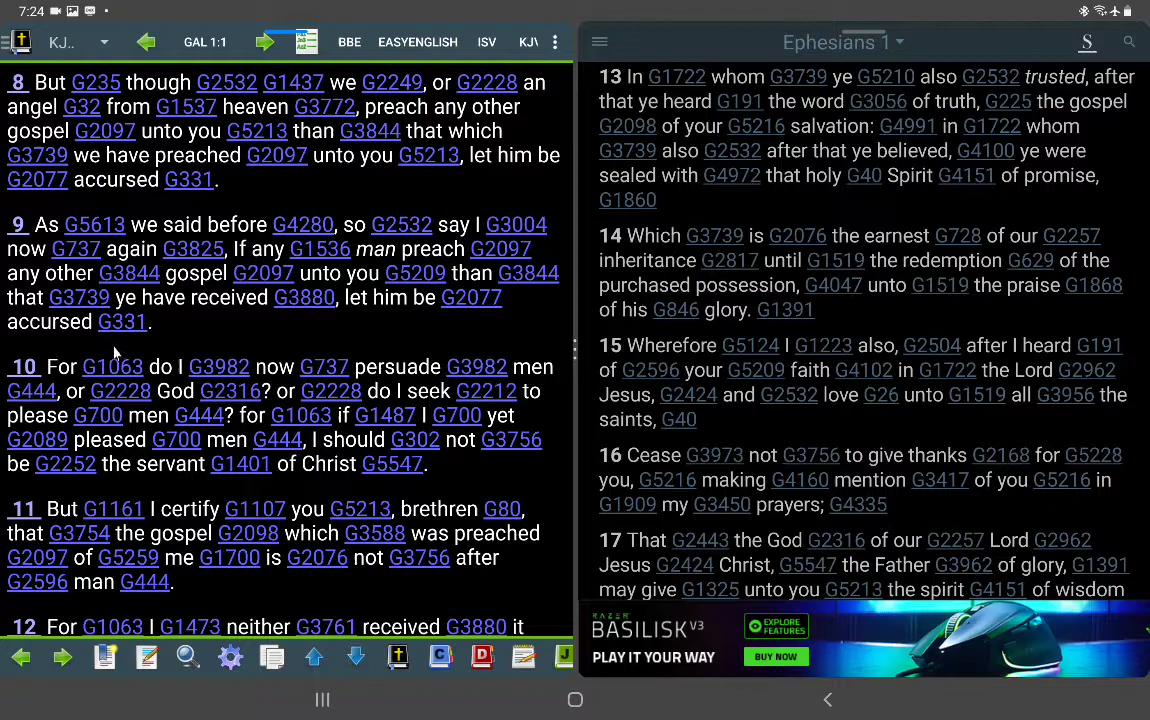 7:24
KJ.. GAL 1:1 BBE EASYENGLISH ISV KJV
8 But G235 though G2532 G1437 we G2249, or G2228 an
angel G32 from G1537 heaven G3772, preach any other
gospel G2097 unto you G5213 than G3844 that which
G3739 we have preached G2097 unto you G5213, let him be
G2077 accursed G331.
9 As G5613 we said before G4280, so G2532 say I G3004
now G737 again G3825, If any G1536 man preach G2097
any other G3844 gospel G2097 unto you G5209 than G3844
that G3739 ye have received G3880, let him be G2077
accursed G331.
10 For G1063 do I G3982 now G737 persuade G3982 men
G444, or G2228 God G2316? or G2228 do I seek G2212 to
please G700 men G444? for G1063 if G1487 I G700 yet
G2089 pleased G700 men G444, I should G302 not G3756
be G2252 the servant G1401 of Christ G5547.
11 But G1161 I certify G1107 you G5213, brethren G80,
that G3754 the gospel G2098 which G3588 was preached
G2097 of G5259 me G1700 is G2076 not G3756 after
G2596 man G444.
12 For G1063 I G1473 neither G3761 received G3880 it
C D J
Ephesians 1 S
13 In G1722 whom G3739 ye G5210 also G2532 trusted, after
that ye heard G191 the word G3056 of truth, G225 the gospel
G2098 of your G5216 salvation: G4991 in G1722 whom
G3739 also G2532 after that ye believed, G4100 ye were
sealed with G4972 that holy G40 Spirit G4151 of promise,
G1860
14 Which G3739 is G2076 the earnest G728 of our G2257
inheritance G2817 until G1519 the redemption G629 of the
purchased possession, G4047 unto G1519 the praise G1868
of his G846 glory. G1391
15 Wherefore G5124 I G1223 also, G2504 after I heard G191
of G2596 your G5209 faith G4102 in G1722 the Lord G2962
Jesus, G2424 and G2532 love G26 unto G1519 all G3956 the
saints, G40
16 Cease G3973 not G3756 to give thanks G2168 for G5228
you, G5216 making G4160 mention G3417 of you G5216 in
G1909 my G3450 prayers; G4335
17 That G2443 the God G2316 of our G2257 Lord G2962
Jesus G2424 Christ, G5547 the Father G3962 of glory, G1391
may give G1325 unto you G5213 the spirit G4151 of wisdom
RAZER
BASILISK V3
PLAY IT YOUR WAY
EXPLORE
FEATURES
BUY NOW